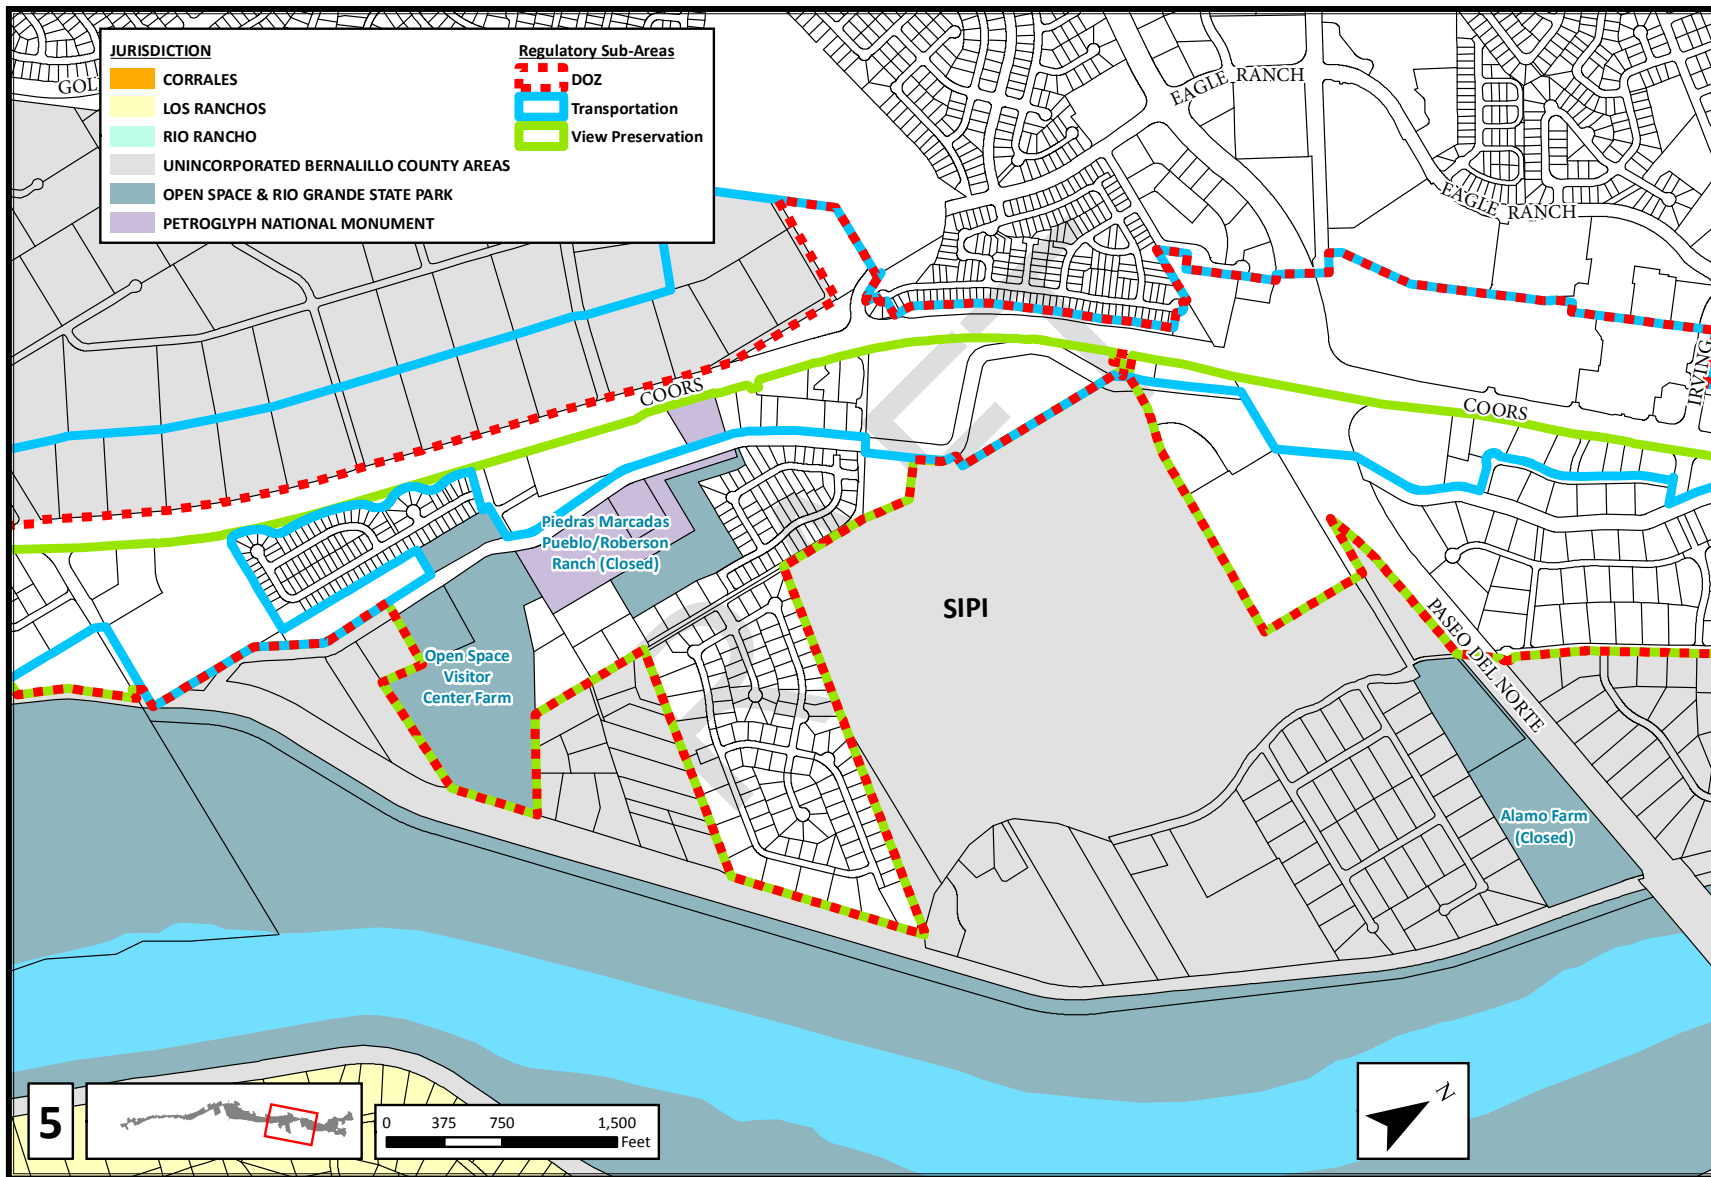 JURISDICTION
CORRALES
LOS RANCHOS
RIO RANCHO
UNINCORPORATED BERNALILLO COUNTY AREAS
OPEN SPACE & RIO GRANDE STATE PARK
PETROGLYPH NATIONAL MONUMENT
Regulatory Sub-Areas
DOZ
Transportation
View Preservation
GOL
EAGLE RANCH
EAGLE RANCH
IRVING
COORS
COORS
Piedras Marcadas
Pueblo/Roberson
Ranch (Closed)
SIPI
Open Space
Visitor
Center Farm
PASEO DEL NORTE
Alamo Farm
(Closed)
5
0 375 750 1,500
Feet
N